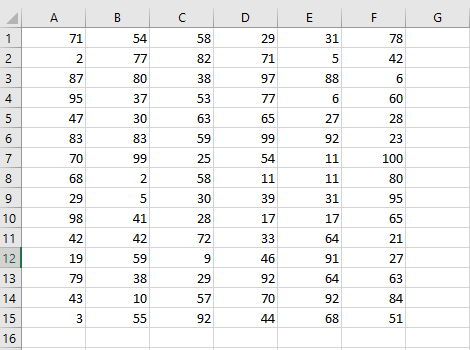 A B C D E F G
1 71 54 58 29 31 78
2 2 77 82 71 5 42
3 87 80 38 97 88 6
4 95 37 53 77 6 60
5 47 30 63 65 27 28
6 83 83 59 99 92 23
7 70 99 25 54 11 100
8 68 2 58 11 11 80
9 29 5 30 39 31 95
10 98 41 28 17 17 65
11 42 42 72 33 64 21
12 19 59 9 46 91 27
13 79 38 29 92 64 63
14 43 10 57 70 92 84
15 3 55 92 44 68 51
16